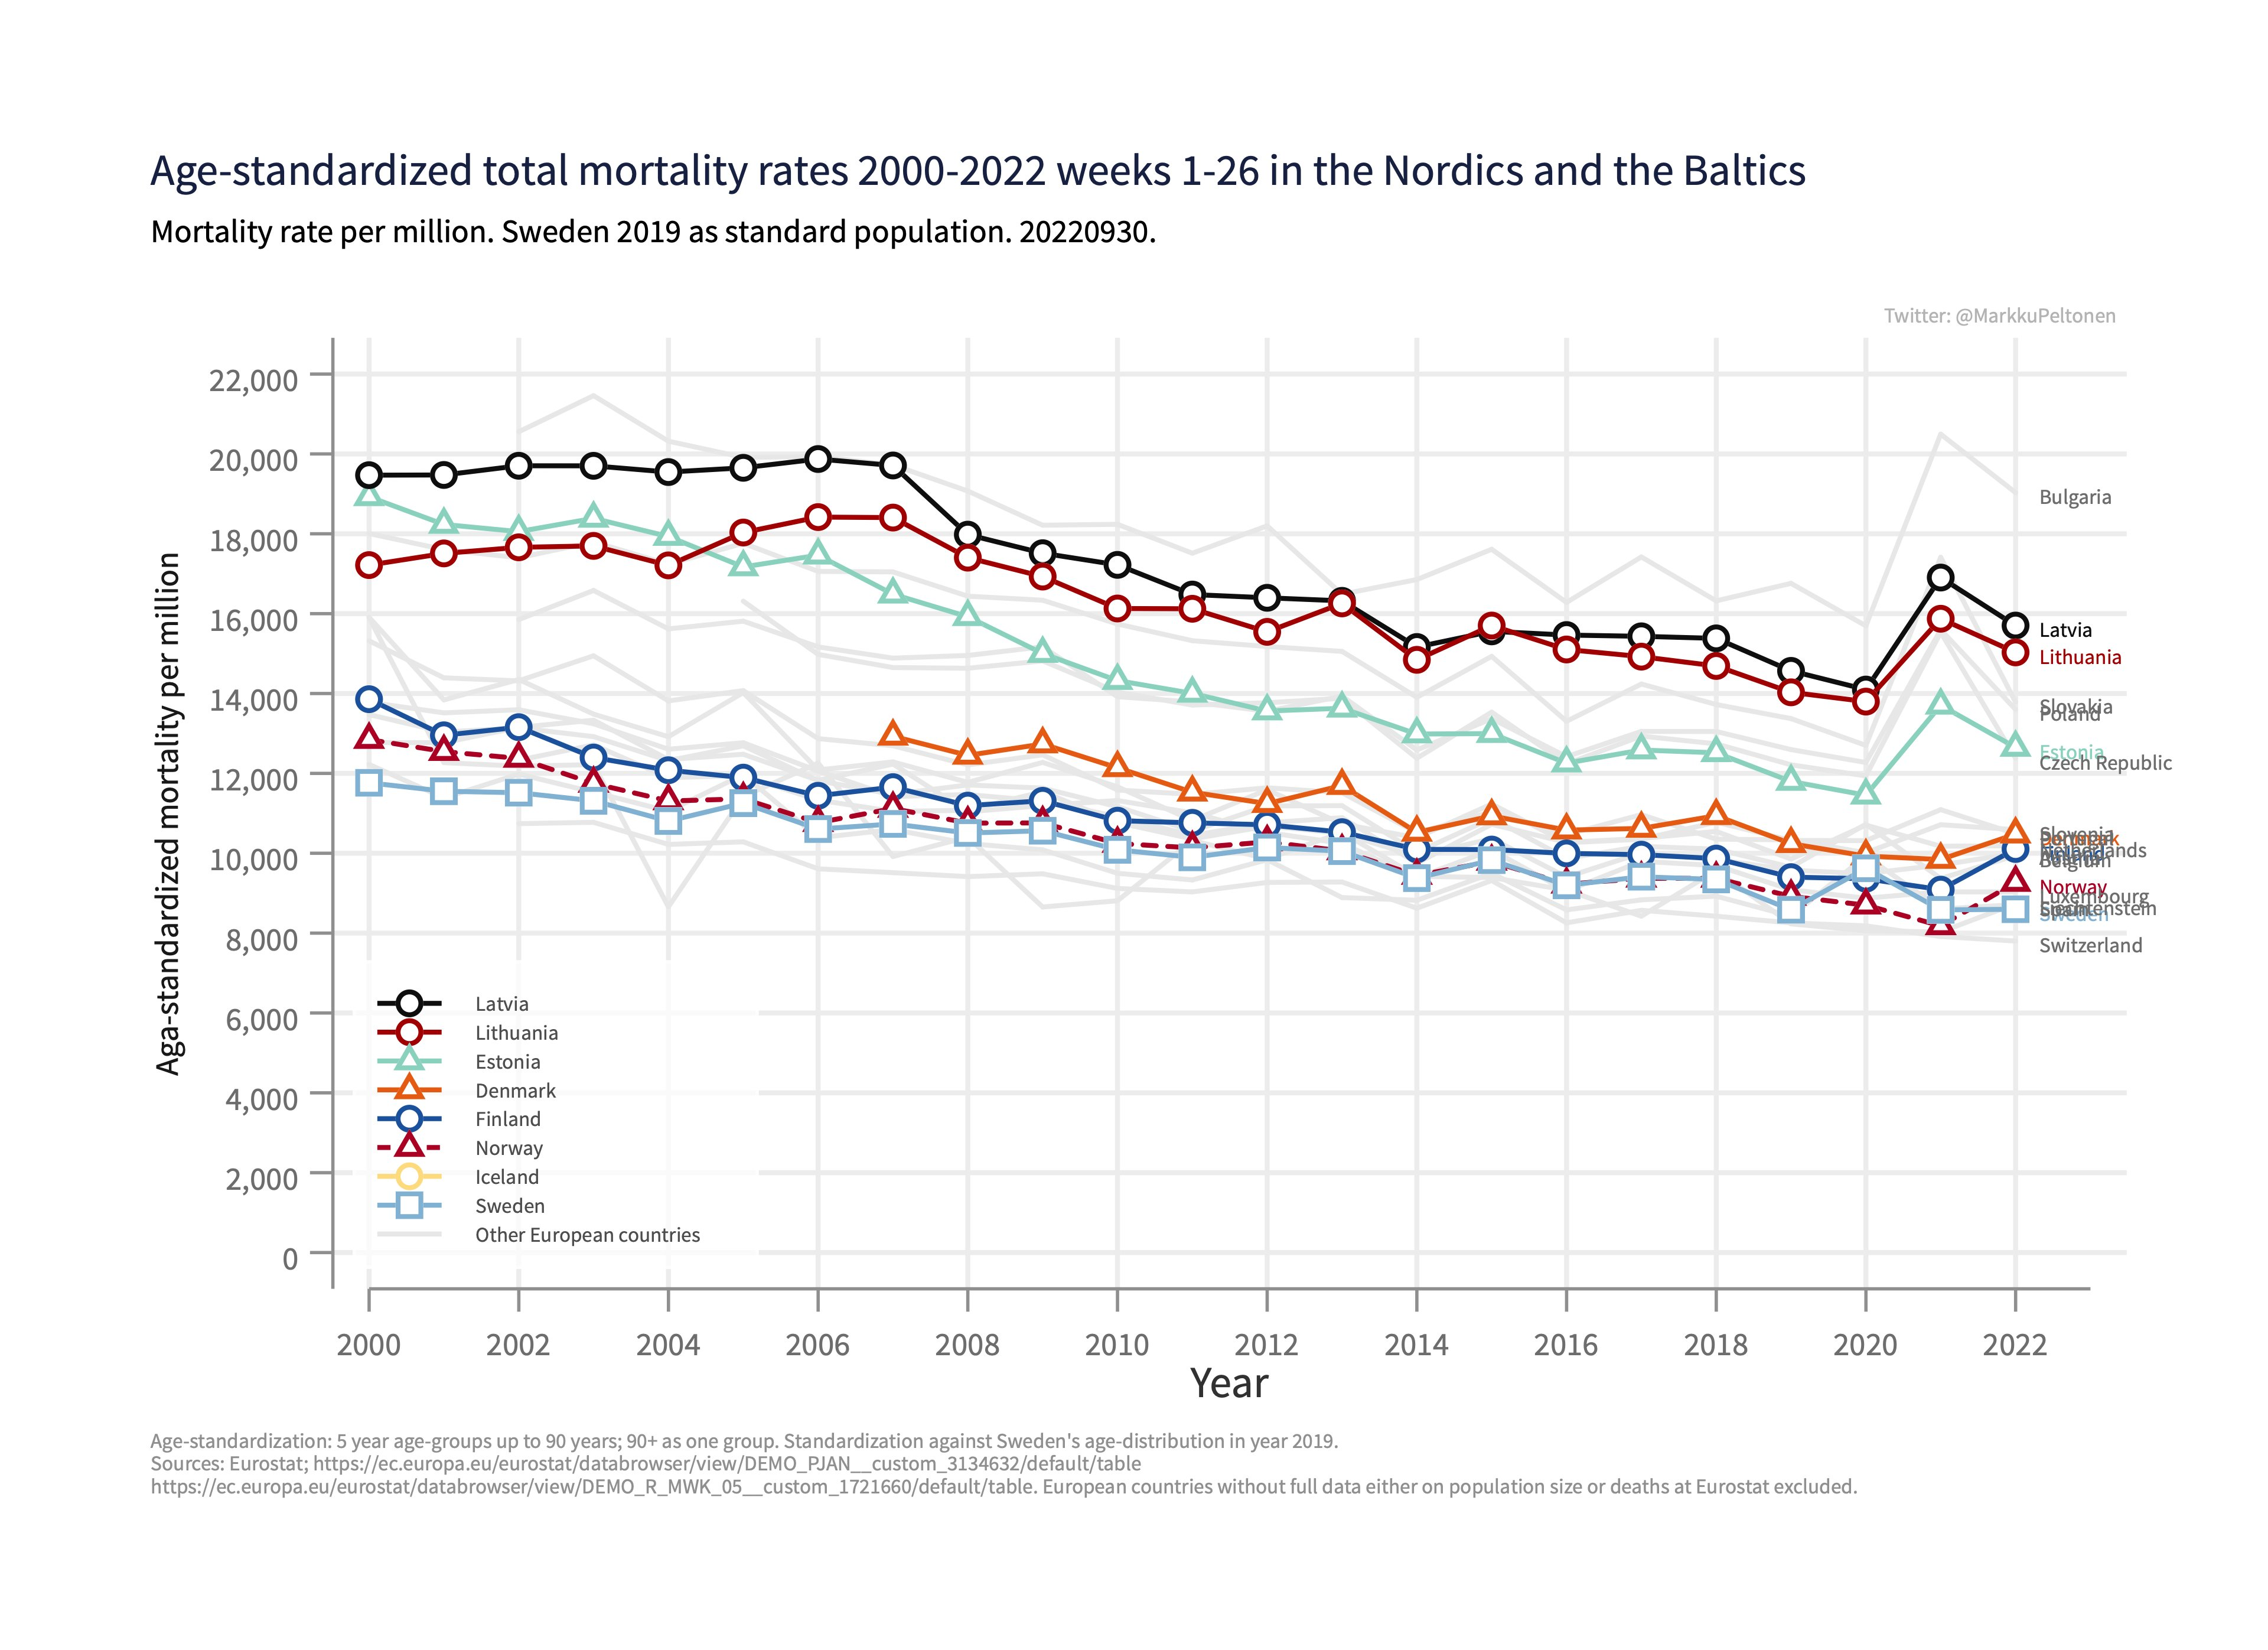 Age-standardized total mortality rates 2000-2022 weeks 1-26 in the Nordics and the Baltics
Mortality rate per million. Sweden 2019 as standard population. 20220930.
Twitter: @MarkkuPeltonen
Aga-standardized mortality per million
22,000
20,000
18,000
16,000
14,000
12,000
10,000
8,000
6,000
4,000
2,000
0
Bulgaria
Latvia
Lithuania
Slovakia
Poland
Estonia
Czech Republic
Slovenia
Netherlands
Belgium
Norway
Luxembourg
Liechtenstein
Sweden
Switzerland
Latvia
Lithuania
Estonia
Denmark
Finland
Norway
Iceland
Sweden
Other European countries
2000 2002 2004 2006 2008 2010 2012 2014 2016 2018 2020 2022
Year
Age-standardization: 5 year age-groups up to 90 years; 90+ as one group. Standardization against Sweden's age-distribution in year 2019.
Sources: Eurostat; https://ec.europa.eu/eurostat/databrowser/view/DEMO_PJAN__custom_3134632/default/table
https://ec.europa.eu/eurostat/databrowser/view/DEMO_R_MWK_05__custom_1721660/default/table. European countries without full data either on population size or deaths at Eurostat excluded.